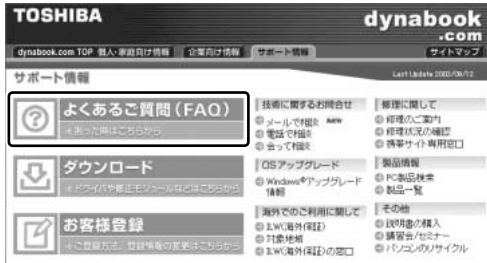 TOSHIBA
dynabook
.com
dynabook.com TOP
個人・家庭向け情報
企業向け情報
サポート情報
サイトマップ
サポート情報
Last Update 2003/09/12
よくあるご質問(FAQ)
困った時はこちらから
ダウンロード
ドライバや修正モジュールなどはこちらから
お客様登録
ご登録方法、登録情報の変更はこちらから
技術に関するお問合せ
メールで相談 NEW
電話で相談
会って相談
OSアップグレード
Windows®アップグレード
情報
海外でのご利用に関して
ILW(海外保証)
対象地域
ILW(海外保証)の窓口
修理に関して
修理のご案内
修理状況の確認
携帯サイト専用窓口
製品情報
PC製品検索
製品一覧
その他
説明書の購入
講習会/セミナー
パソコンのリサイクル